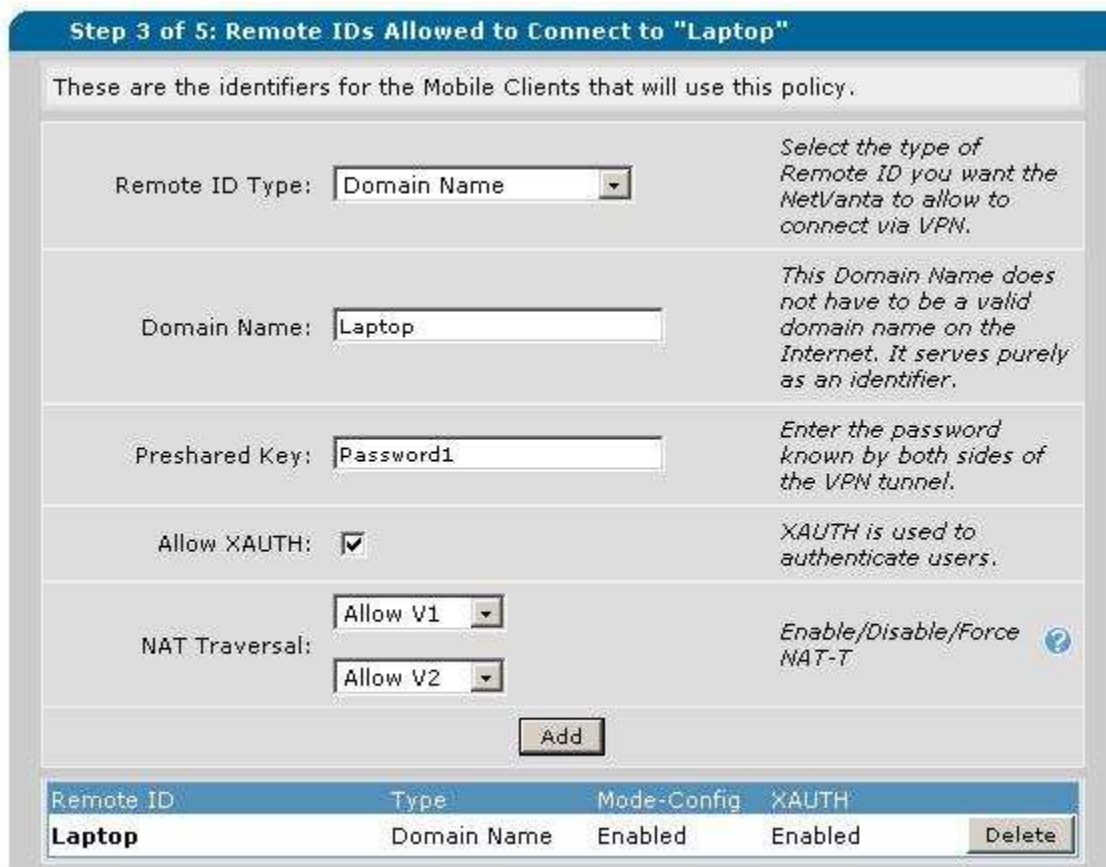 Step 3 of 5: Remote IDs Allowed to Connect to "Laptop"
These are the identifiers for the Mobile Clients that will use this policy.
Remote ID Type:
Domain Name
Select the type of
Remote ID you want the
NetVanta to allow to
connect via VPN.
Domain Name:
Laptop
This Domain Name does
not have to be a valid
domain name on the
Internet. It serves purely
as an identifier.
Preshared Key:
Password1
Enter the password
known by both sides of
the VPN tunnel.
Allow XAUTH:
XAUTH is used to
authenticate users.
NAT Traversal:
Allow V1
Allow V2
Enable/Disable/Force
NAT-T
?
Add
Remote ID Type Mode-Config XAUTH
Laptop Domain Name Enabled Enabled Delete